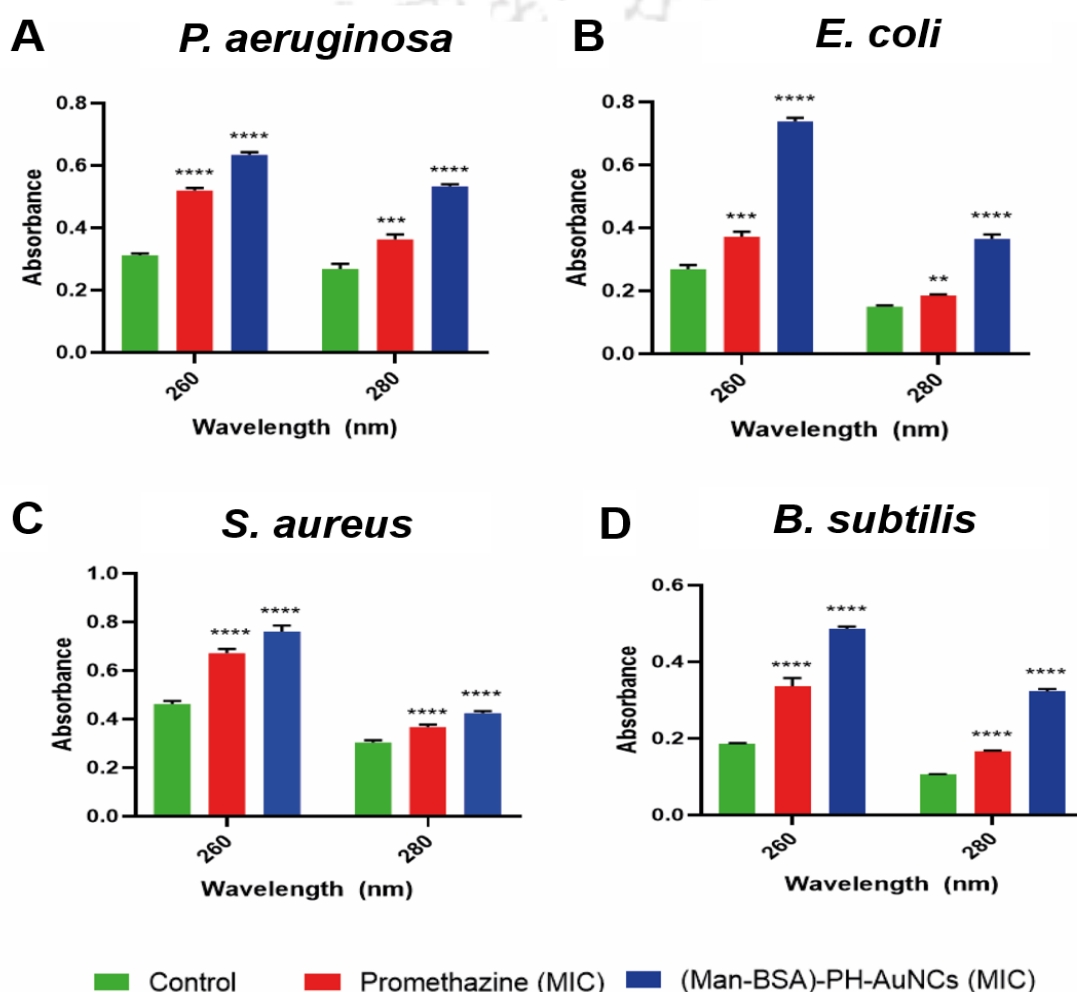 A P. aeruginosa
0.8
0.6
0.4
0.2
0.0
Absorbance
**** **** *** ****
260 280
Wavelength (nm)
B E. coli
0.8
0.6
0.4
0.2
0.0
Absorbance
*** **** ** ****
260 280
Wavelength (nm)
C S. aureus
1.0
0.8
0.6
0.4
0.2
0.0
Absorbance
**** **** **** ****
260 280
Wavelength (nm)
D B. subtilis
0.6
0.4
0.2
0.0
Absorbance
**** **** **** ****
260 280
Wavelength (nm)
Control Promethazine (MIC) (Man-BSA)-PH-AuNCs (MIC)